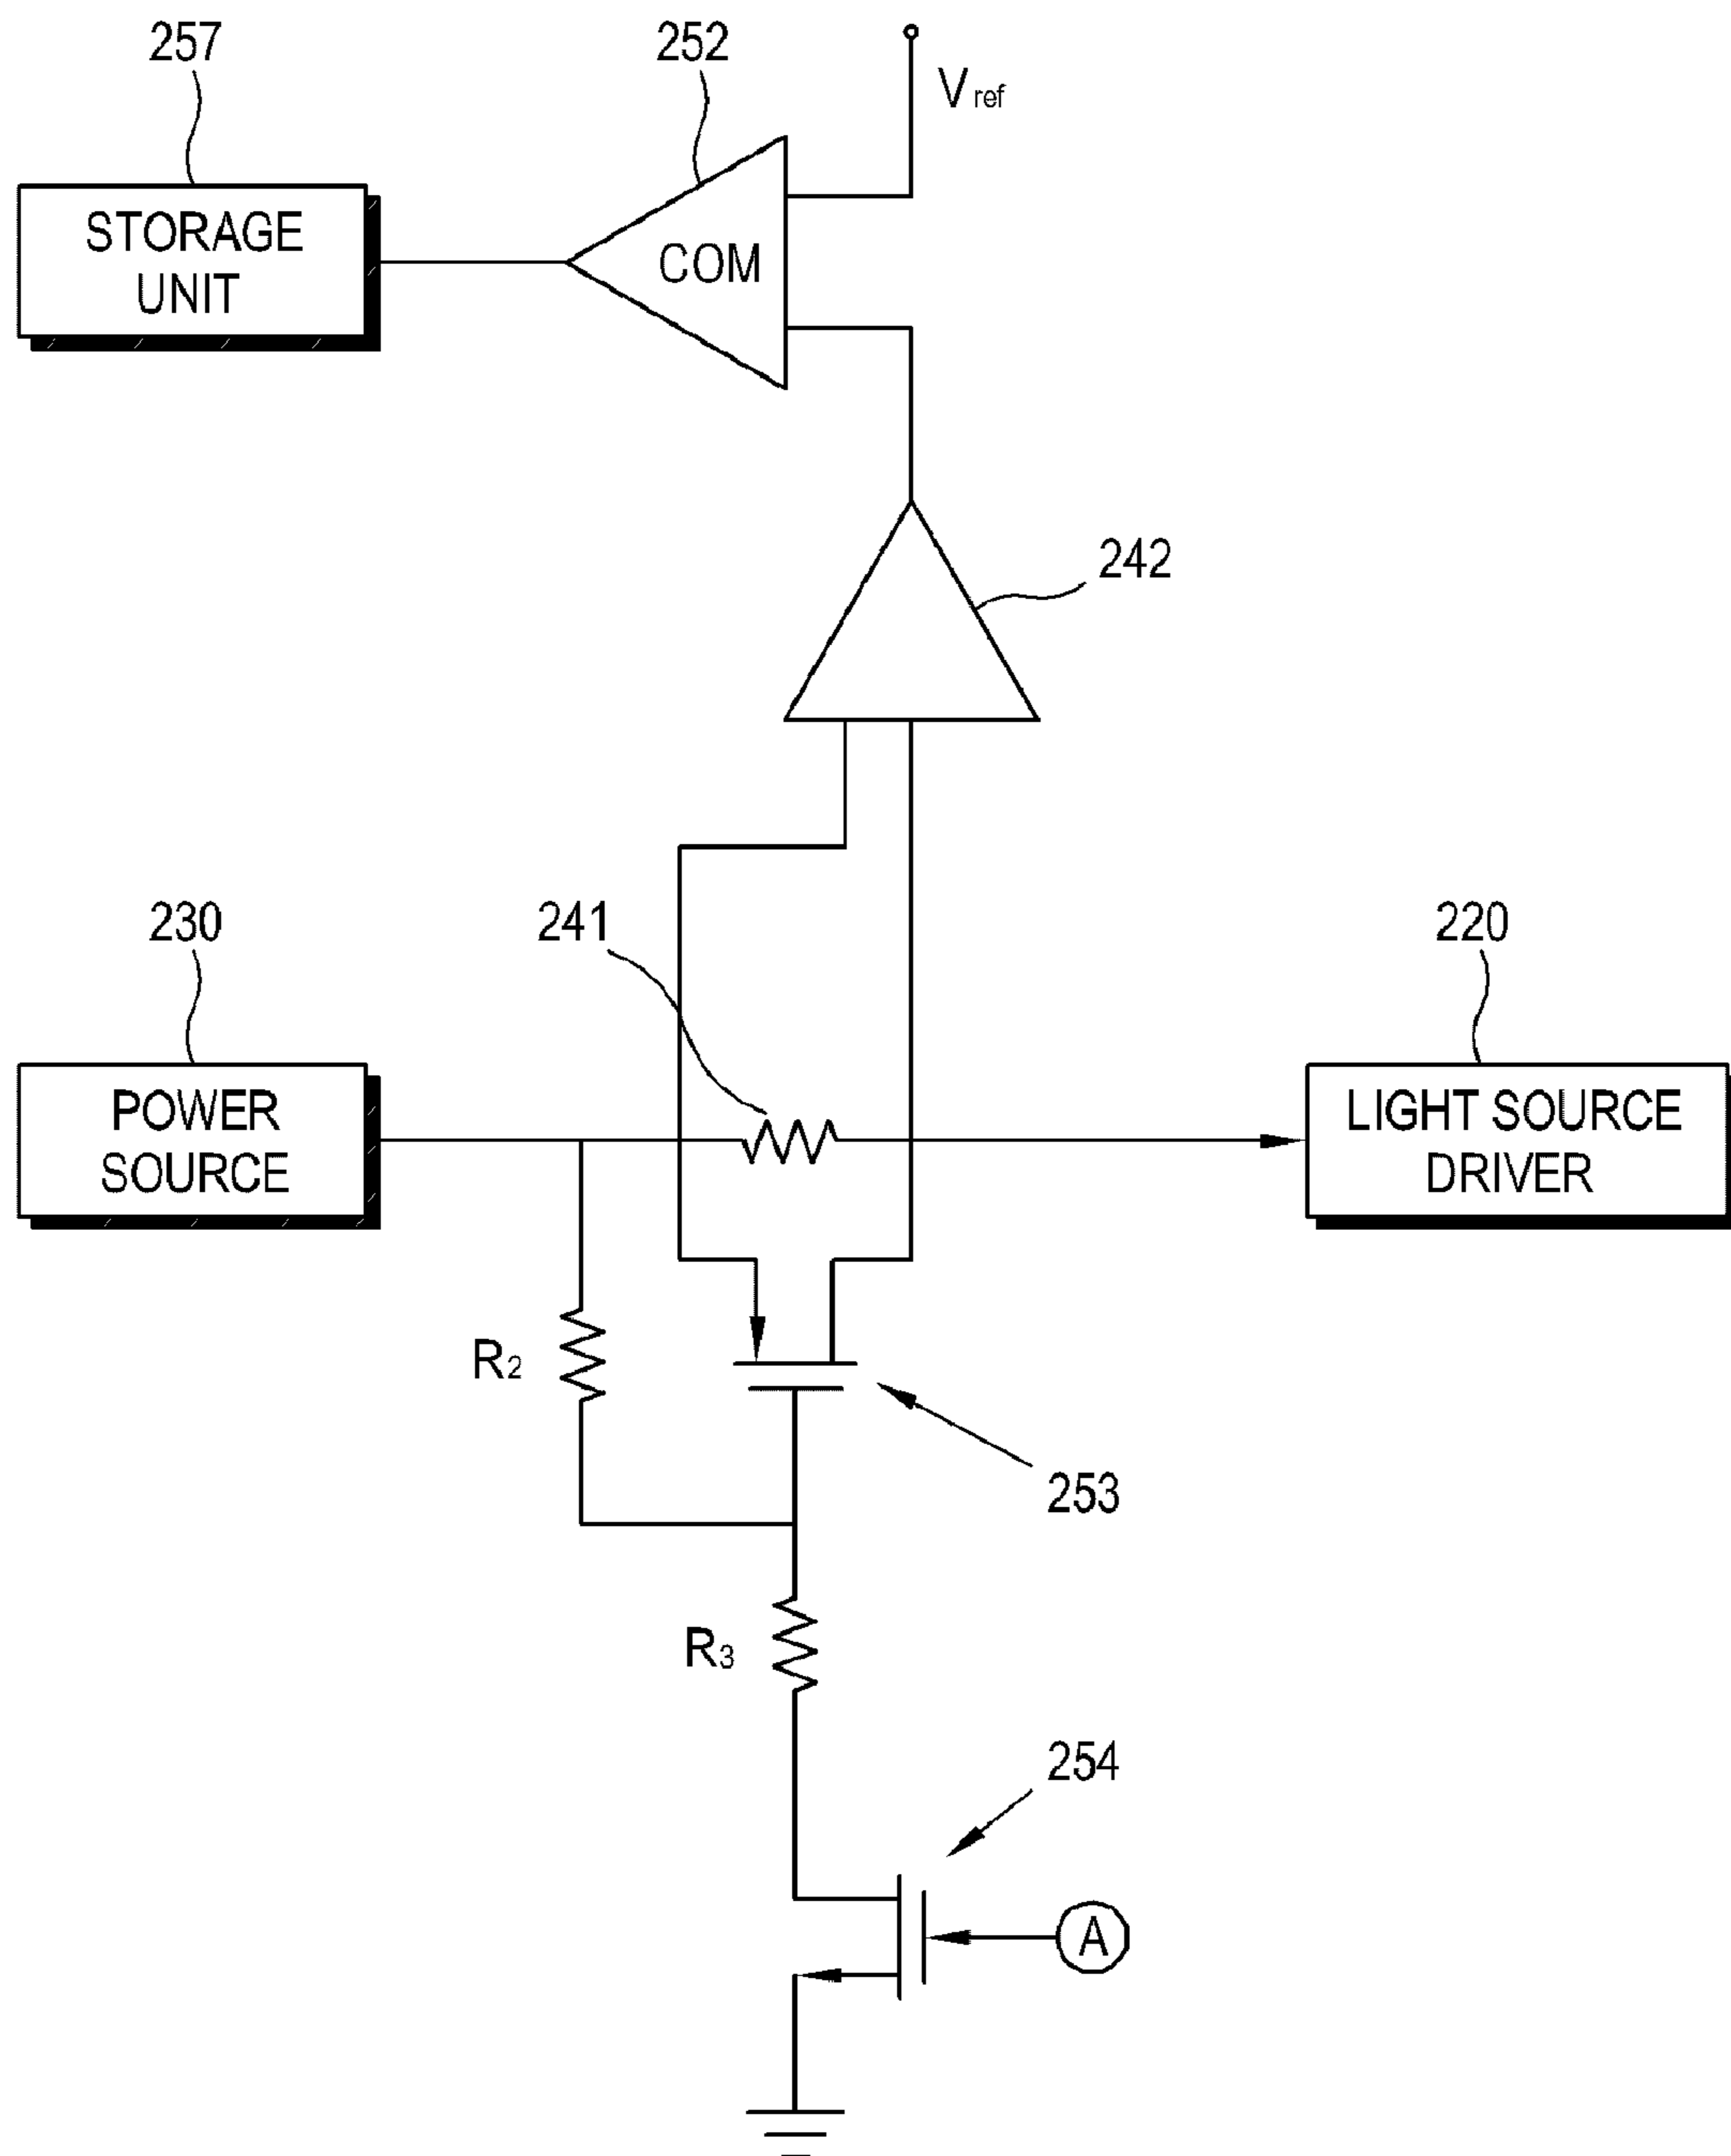 257
252
Vref
STORAGE
UNIT
COM
242
230
241
220
POWER
SOURCE
LIGHT SOURCE
DRIVER
R2
253
R3
254
A